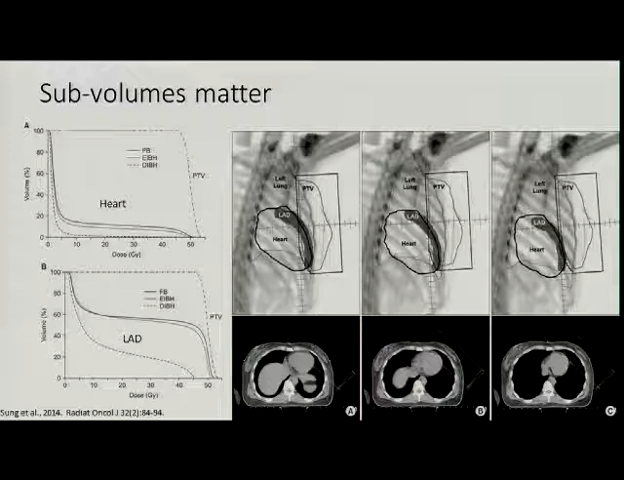 Sub-volumes matter
A
100
80
60
40
20
0
Volume (%)
FB
EIBH
DIBH
PTV
Heart
0 10 20 30 40 50 60
Dose (Gy)
B
100
80
60
40
20
0
Volume (%)
FB
EIBH
DIBH
PTV
LAD
0 10 20 30 40 50
Dose (Gy)
Sung et al., 2014. Radiat Oncol J 32(2):84-94.
Left
Lung
PTV
LAD
Heart
A
Left
Lung
PTV
LAD
Heart
B
Left
Lung
PTV
LAD
Heart
C